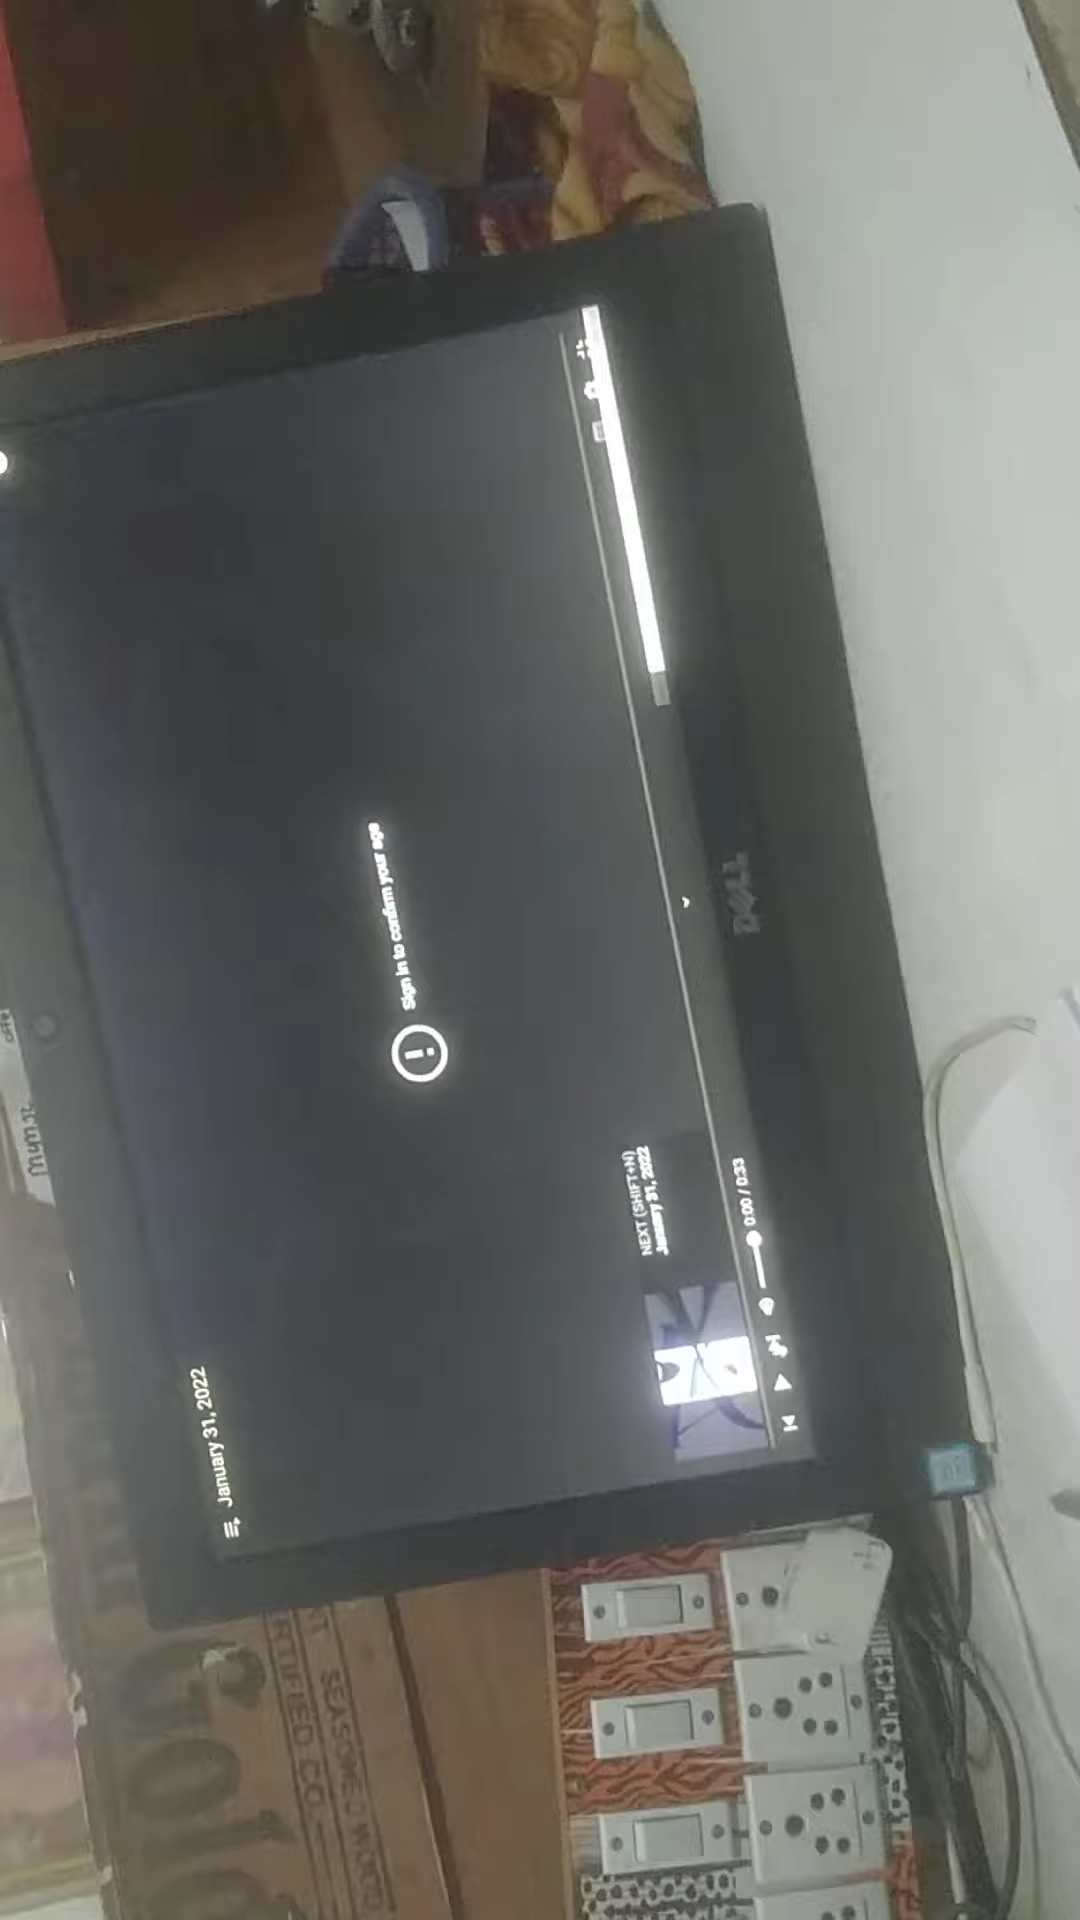 January 31, 2022
Sign in to confirm your age
NEXT (SHIFT+N)
January 31, 2022
0:00 / 0:33
DELL
SEASONED WOOD